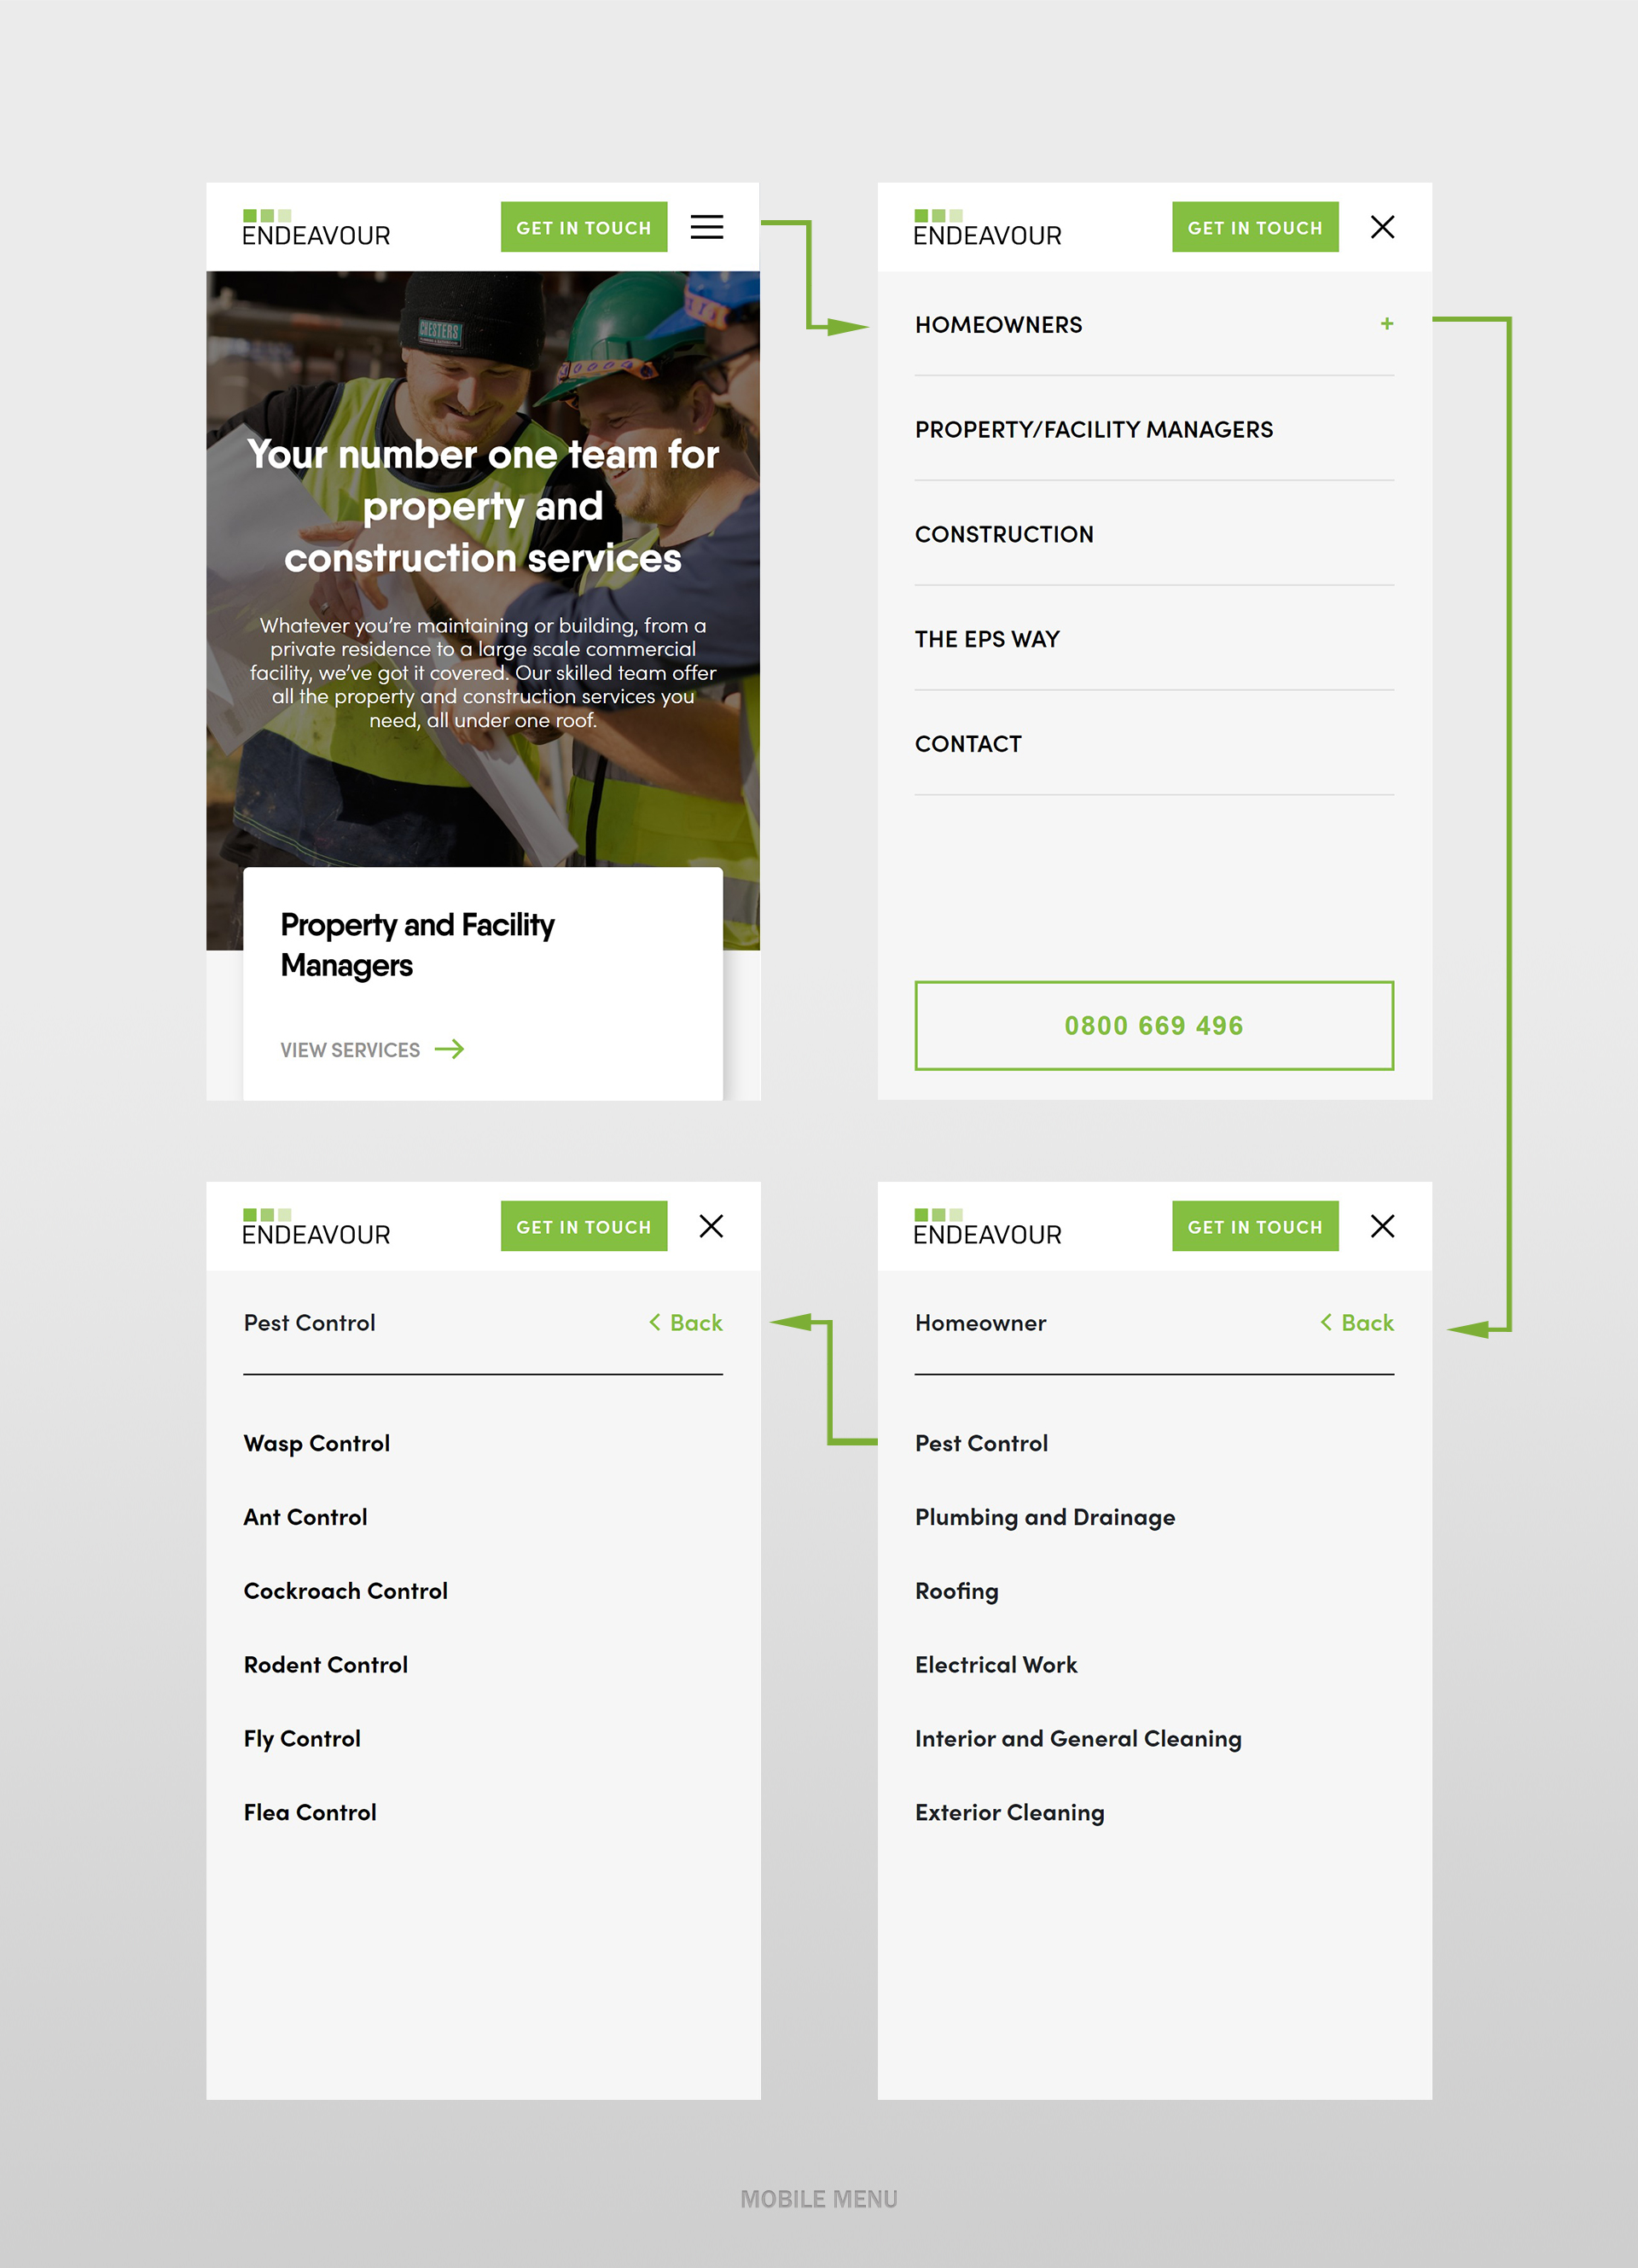 ENDEAVOUR
GET IN TOUCH
CHESTERS
Your number one team for
property and
construction services
Whatever you’re maintaining or building, from a
private residence to a large scale commercial
facility, we’ve got it covered. Our skilled team offer
all the property and construction services you
need, all under one roof.
Property and Facility
Managers
VIEW SERVICES
ENDEAVOUR
GET IN TOUCH
HOMEOWNERS +
PROPERTY/FACILITY MANAGERS
CONSTRUCTION
THE EPS WAY
CONTACT
0800 669 496
ENDEAVOUR
GET IN TOUCH
Pest Control
< Back
Wasp Control
Ant Control
Cockroach Control
Rodent Control
Fly Control
Flea Control
ENDEAVOUR
GET IN TOUCH
Homeowner
< Back
Pest Control
Plumbing and Drainage
Roofing
Electrical Work
Interior and General Cleaning
Exterior Cleaning
MOBILE MENU